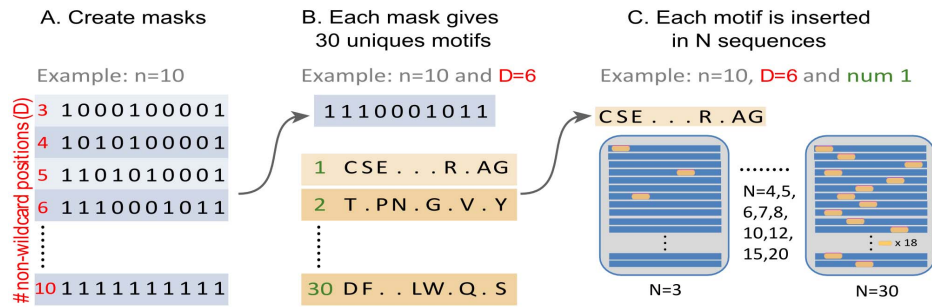 A. Create masks
Example: n=10
# non-wildcard positions (D)
3 1000100001
4 1010100001
5 1101010001
6 1110001011
10 1111111111
B. Each mask gives
30 uniques motifs
Example: n=10 and D=6
1110001011
1 CSE...R.AG
2 T.PN.G.V.Y
30 DF..LW.Q.S
C. Each motif is inserted
in N sequences
Example: n=10, D=6 and num 1
CSE...R.AG
N=4,5,
6,7,8,
10,12,
15,20
x 18
N=3
N=30